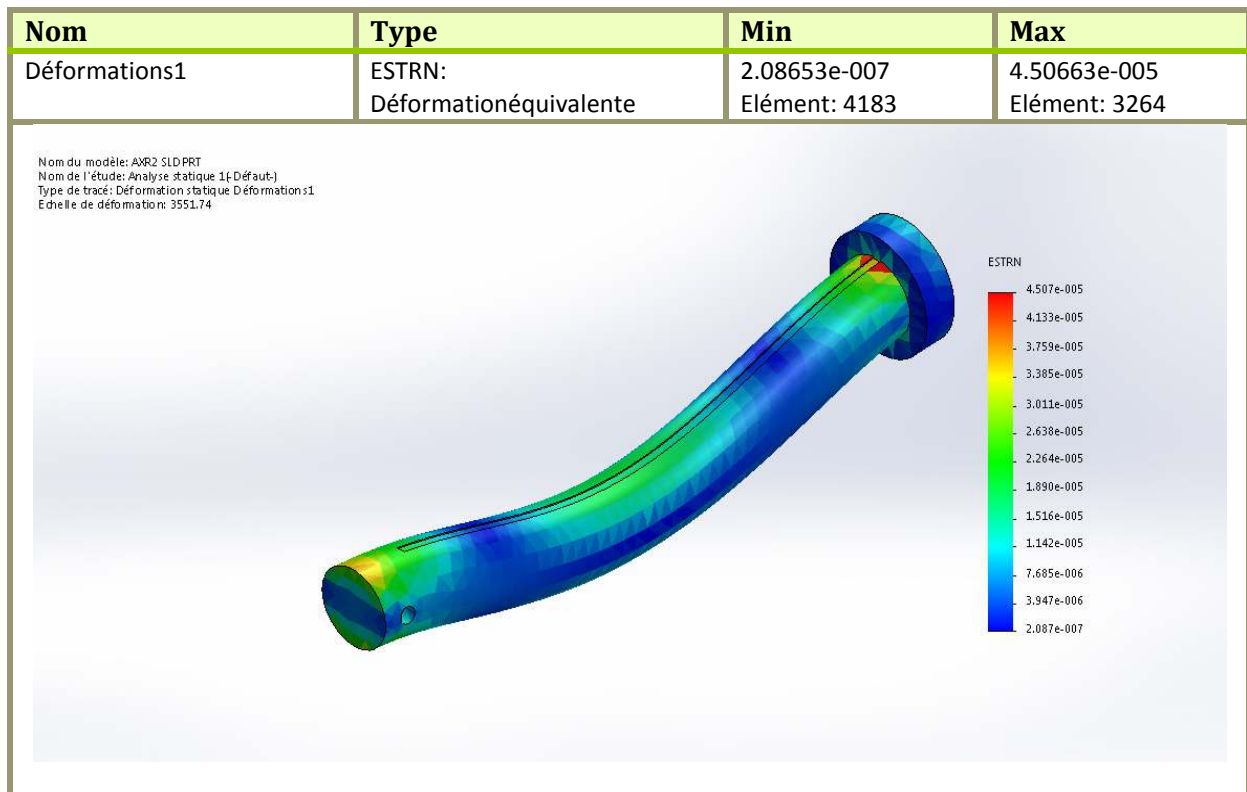 Nom Type Min Max
Déformations1 ESTRN: 2.08653e-007 4.50663e-005
Déformationéquivalente Elément: 4183 Elément: 3264
Nom du modèle: AXR2 SLDPRT
Nom de l'étude: Analyse statique 1(-Défaut-)
Type de tracé: Déformation statique Déformations1
Echelle de déformation: 3551.74
ESTRN
4.507e-005
4.133e-005
3.759e-005
3.385e-005
3.011e-005
2.638e-005
2.264e-005
1.890e-005
1.516e-005
1.142e-005
7.685e-006
3.947e-006
2.087e-007